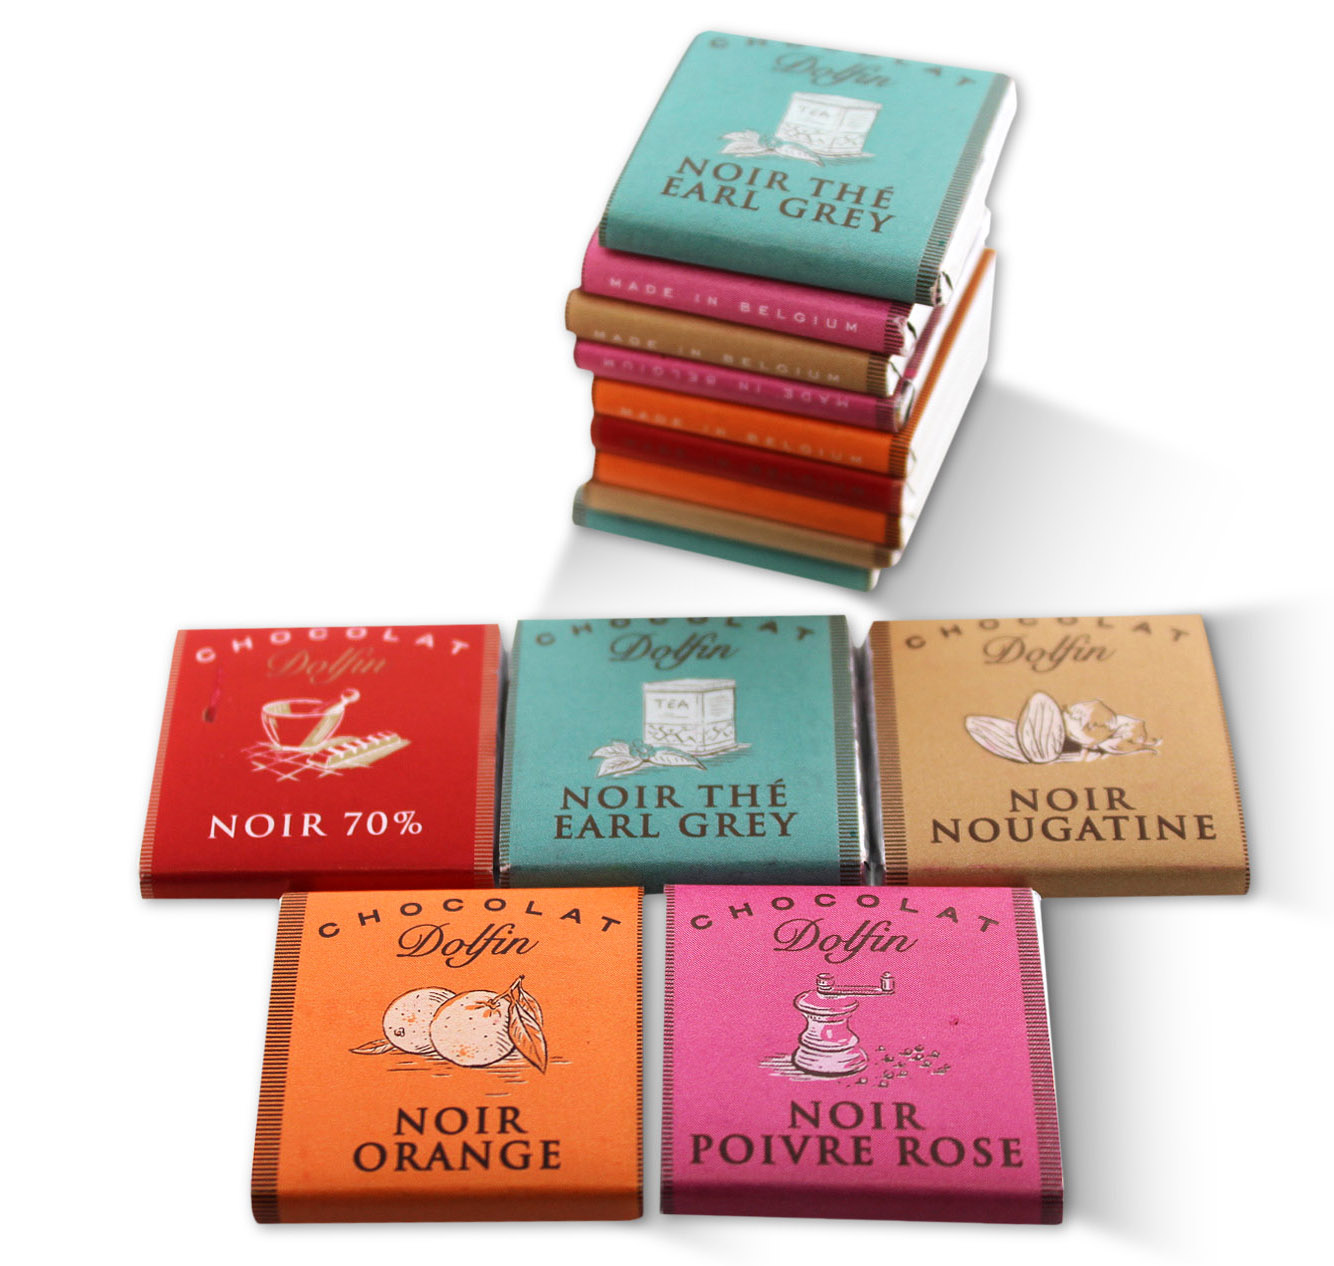 CHOCOLAT
Dolfin
TEA
NOIR THÉ
EARL GREY
MADE IN BELGIUM
MADE IN BELGIUM
MADE IN BELGIUM
MADE IN BELGIUM
CHOCOLAT
Dolfin
NOIR 70%
CHOCOLAT
Dolfin
TEA
NOIR THÉ
EARL GREY
CHOCOLAT
Dolfin
NOIR
NOUGATINE
CHOCOLAT
Dolfin
NOIR
ORANGE
CHOCOLAT
Dolfin
NOIR
POIVRE ROSE